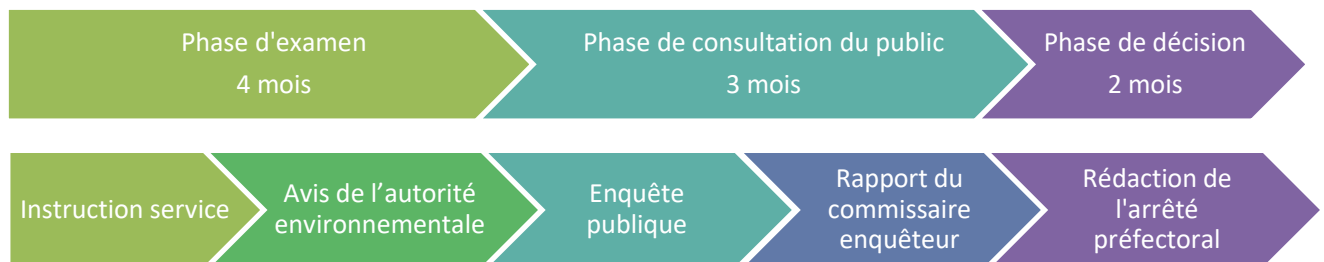 Phase d'examen
4 mois
Phase de consultation du public
3 mois
Phase de décision
2 mois
Instruction service
Avis de l’autorité
environnementale
Enquête
publique
Rapport du
commissaire
enquêteur
Rédaction de
l'arrêté
préfectoral